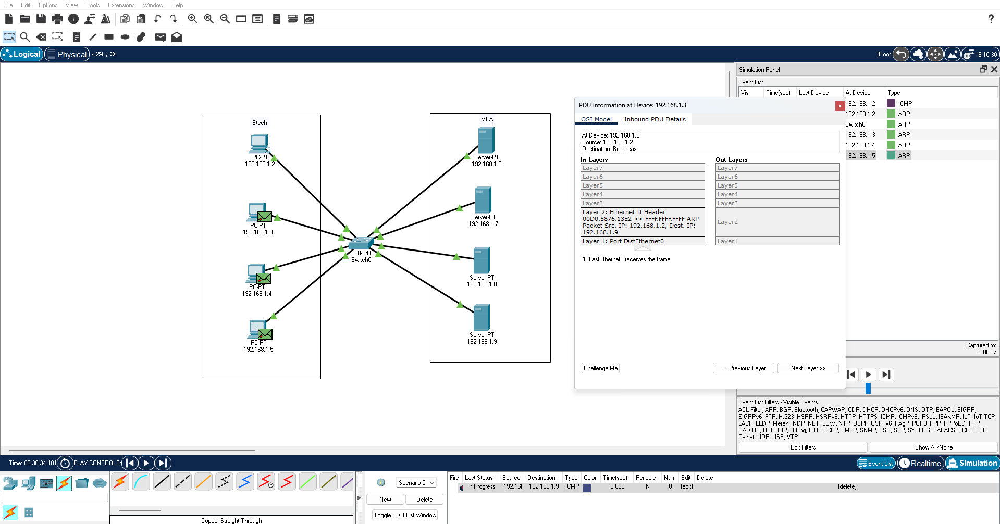 File Edit Options View Tools Extensions Window Help
?
Logical Physical x: 654, y: 301 [Root] 19:10:30
Simulation Panel
Event List
Vis. Time(sec) Last Device At Device Type
192.168.1.2 ICMP
192.168.1.2 ARP
Switch0 ARP
192.168.1.3 ARP
192.168.1.4 ARP
192.168.1.5 ARP
Btech
PC-PT
192.168.1.2
PC-PT
192.168.1.3
PC-PT
192.168.1.4
PC-PT
192.168.1.5
2960-24TT
Switch0
MCA
Server-PT
192.168.1.6
Server-PT
192.168.1.7
Server-PT
192.168.1.8
Server-PT
192.168.1.9
PDU Information at Device: 192.168.1.3
x
OSI Model Inbound PDU Details
At Device: 192.168.1.3
Source: 192.168.1.2
Destination: Broadcast
In Layers Out Layers
Layer7 Layer7
Layer6 Layer6
Layer5 Layer5
Layer4 Layer4
Layer3 Layer3
Layer 2: Ethernet II Header
00D0.5876.13E2 >> FFFF.FFFF.FFFF ARP
Packet Src. IP: 192.168.1.2, Dest. IP:
192.168.1.9
Layer2
Layer 1: Port FastEthernet0 Layer1
1. FastEthernet0 receives the frame.
Challenge Me << Previous Layer Next Layer >>
Captured to:
0.002 s
Event List Filters - Visible Events
ACL Filter, ARP, BGP, Bluetooth, CAPWAP, CDP, DHCP, DHCPv6, DNS, DTP, EAPOL, EIGRP,
EIGRPv6, FTP, H.323, HSRP, HSRPv6, HTTP, HTTPS, ICMP, ICMPv6, IPSec, ISAKMP, IoT, IoT TCP,
LACP, LLDP, Meraki, NDP, NETFLOW, NTP, OSPF, OSPFv6, PAgP, POP3, PPP, PPPoED, PTP,
RADIUS, REP, RIP, RIPng, RTP, SCCP, SMTP, SNMP, SSH, STP, SYSLOG, TACACS, TCP, TFTP,
Telnet, UDP, USB, VTP
Edit Filters Show All/None
Time: 00:38:34.101 PLAY CONTROLS: Event List Realtime Simulation
Scenario 0
New Delete
Toggle PDU List Window
Fire Last Status Source Destination Type Color Time(sec) Periodic Num Edit Delete
In Progress 192.16 192.168.1.9 ICMP 0.000 N 0 (edit) (delete)
Copper Straight-Through